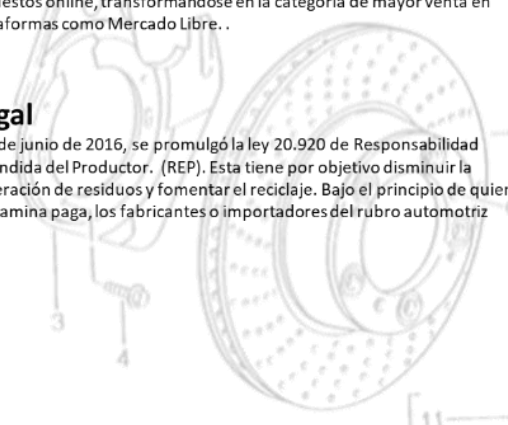 estos online, transformándose en la categoría de mayor venta en
aformas como Mercado Libre. .
gal
de junio de 2016, se promulgó la ley 20.920 de Responsabilidad
ndida del Productor. (REP). Esta tiene por objetivo disminuir la
eración de residuos y fomentar el reciclaje. Bajo el principio de quien
amina paga, los fabricantes o importadores del rubro automotriz
3
4
11